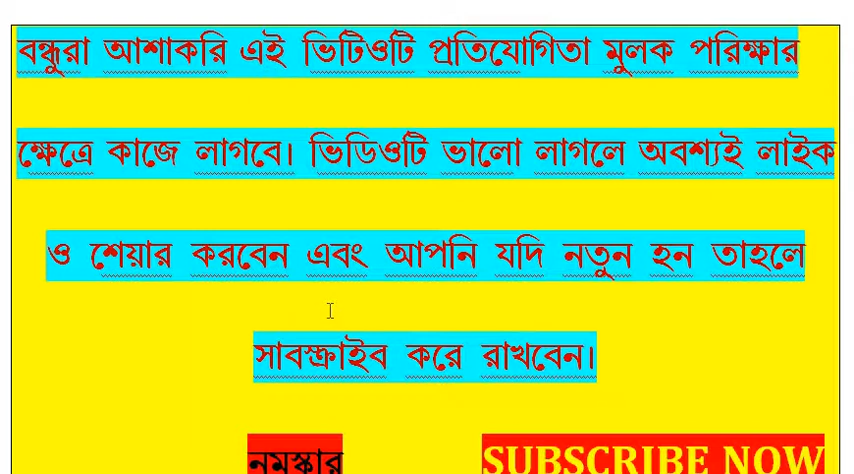 বন্ধুরা আশাকরি এই ভিটিওটি প্রতিযোগিতা মুলক পরিক্ষার
ক্ষেত্রে কাজে লাগবে। ভিডিওটি ভালো লাগলে অবশ্যই লাইক
ও শেয়ার করবেন এবং আপনি যদি নতুন হন তাহলে
সাবস্ক্রাইব করে রাখবেন।
নমস্কার SUBSCRIBE NOW